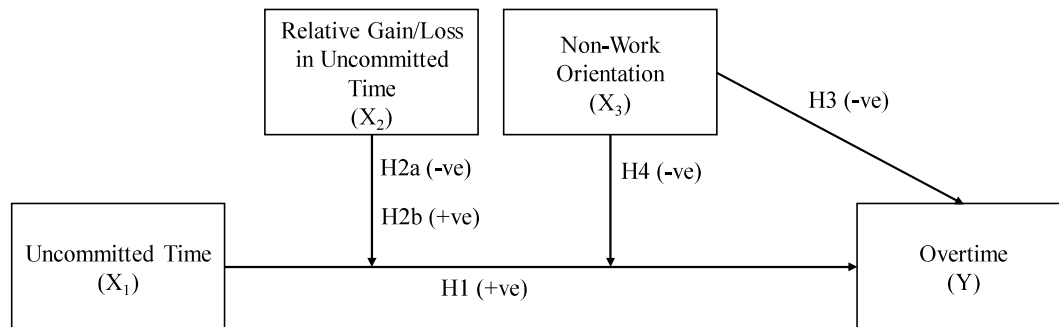 Relative Gain/Loss
in Uncommitted
Time
(X₂)
Non-Work
Orientation
(X₃)
H3 (-ve)
H2a (-ve)
H4 (-ve)
H2b (+ve)
Uncommitted Time
(X₁)
Overtime
(Y)
H1 (+ve)